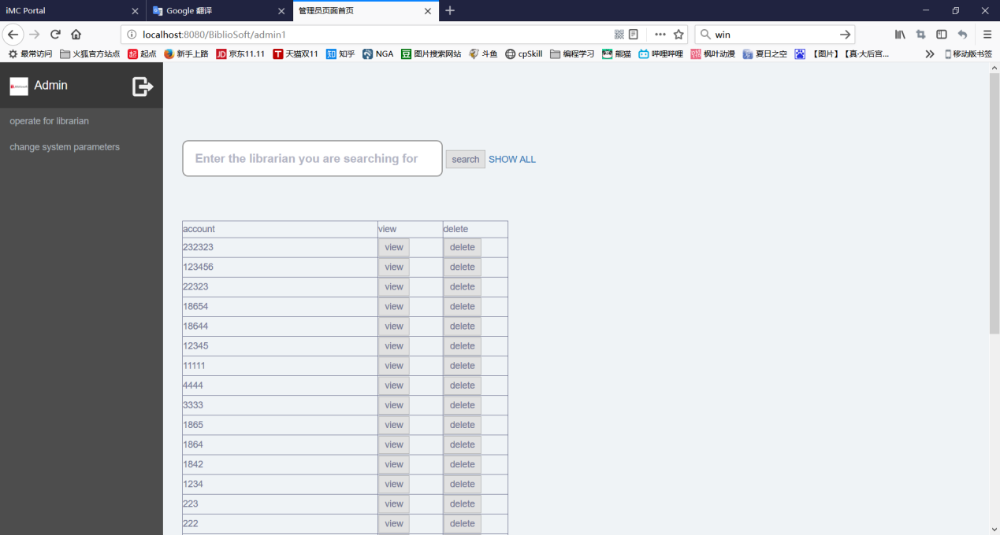 iMC Portal
Google 翻译
管理员页面首页
localhost:8080/BiblioSoft/admin1
win
最常访问 火狐官方站点 起点 新手上路 京东11.11 天猫双11 知乎 NGA 图片搜索网站 斗鱼 cpSkill 编程学习 熊猫 哔哩哔哩 枫叶动漫 夏日之空 【图片】【真·大后宫... 移动版书签
Admin
operate for librarian
change system parameters
Enter the librarian you are searching for search SHOW ALL
account view delete
232323 view delete
123456 view delete
22323 view delete
18654 view delete
18644 view delete
12345 view delete
11111 view delete
4444 view delete
3333 view delete
1865 view delete
1864 view delete
1842 view delete
1234 view delete
223 view delete
222 view delete